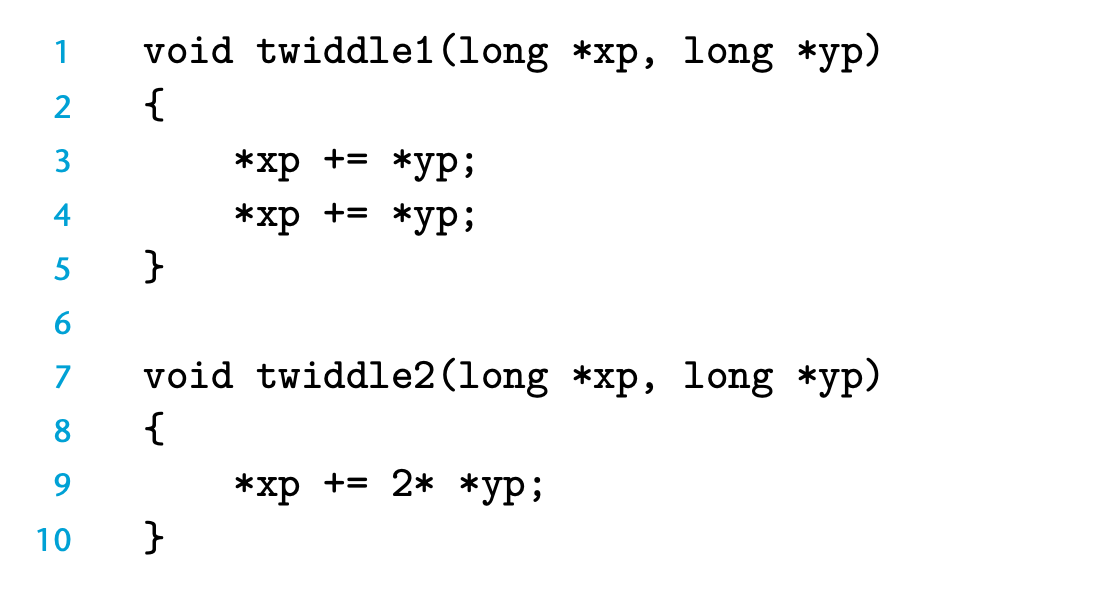 1 void twiddle1(long *xp, long *yp)
2 {
3     *xp += *yp;
4     *xp += *yp;
5 }
6
7 void twiddle2(long *xp, long *yp)
8 {
9     *xp += 2* *yp;
10 }